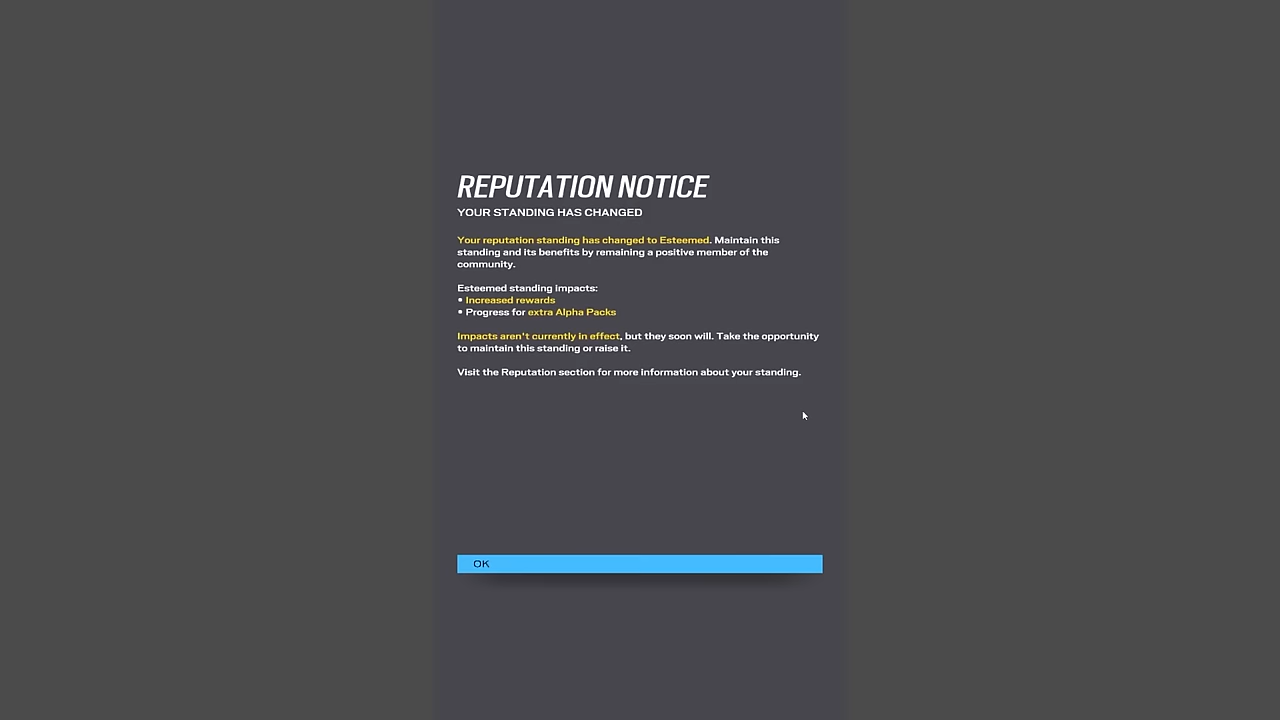 REPUTATION NOTICE
YOUR STANDING HAS CHANGED
Your reputation standing has changed to Esteemed. Maintain this
standing and its benefits by remaining a positive member of the
community.
Esteemed standing impacts:
• Increased rewards
• Progress for extra Alpha Packs
Impacts aren't currently in effect, but they soon will. Take the opportunity
to maintain this standing or raise it.
Visit the Reputation section for more information about your standing.
OK